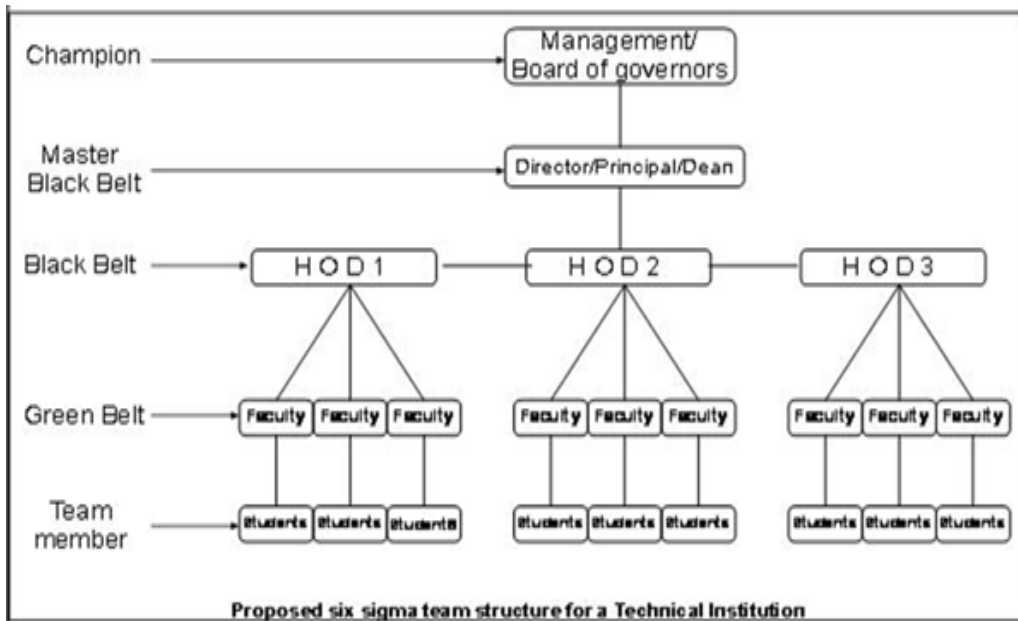 Champion
Management/
Board of governors
Master
Black Belt
Director/Principal/Dean
Black Belt
HOD1
HOD2
HOD3
Green Belt
Faculty Faculty Faculty
Faculty Faculty Faculty
Faculty Faculty Faculty
Team
member
Students Students Students
Students Students Students
Students Students Students
Proposed six sigma team structure for a Technical Institution